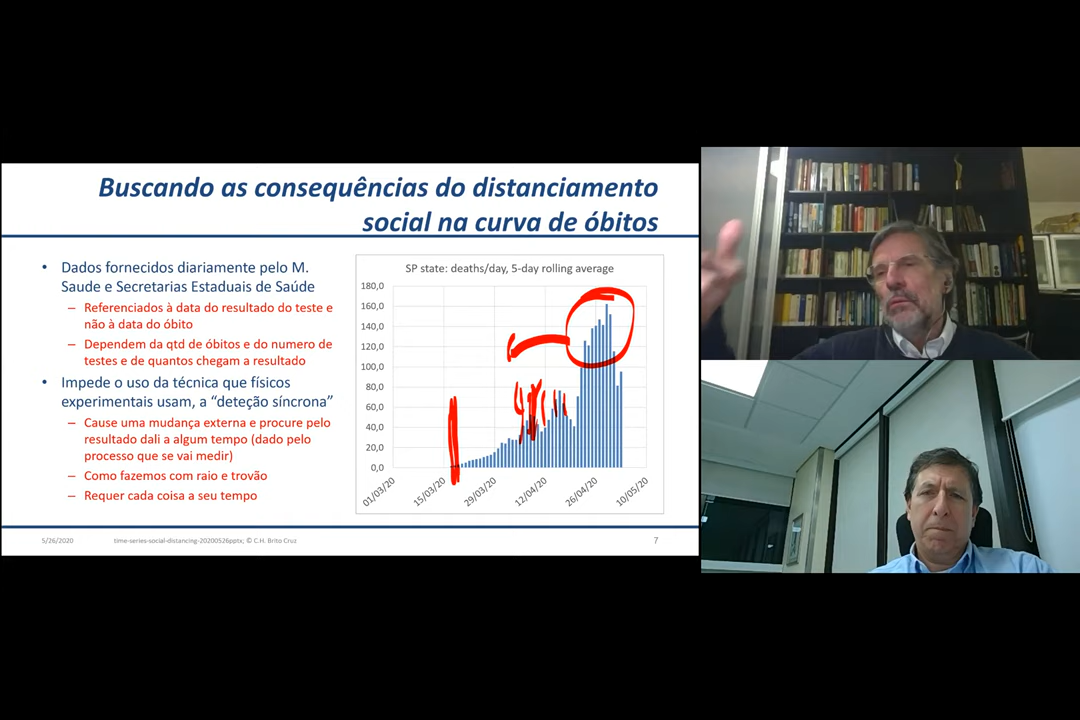 Buscando as consequências do distanciamento
social na curva de óbitos
• Dados fornecidos diariamente pelo M.
Saude e Secretarias Estaduais de Saúde
– Referenciados à data do resultado do teste e
não à data do óbito
– Dependem da qtd de óbitos e do numero de
testes e de quantos chegam a resultado
• Impede o uso da técnica que físicos
experimentais usam, a “deteção síncrona”
– Cause uma mudança externa e procure pelo
resultado dali a algum tempo (dado pelo
processo que se vai medir)
– Como fazemos com raio e trovão
– Requer cada coisa a seu tempo
SP state: deaths/day, 5-day rolling average
180,0
160,0
140,0
120,0
100,0
80,0
60,0
40,0
20,0
0,0
01/03/20
15/03/20
29/03/20
12/04/20
26/04/20
10/05/20
5/26/2020
time-series-social-distancing-20200526pptx; © C.H. Brito Cruz
7